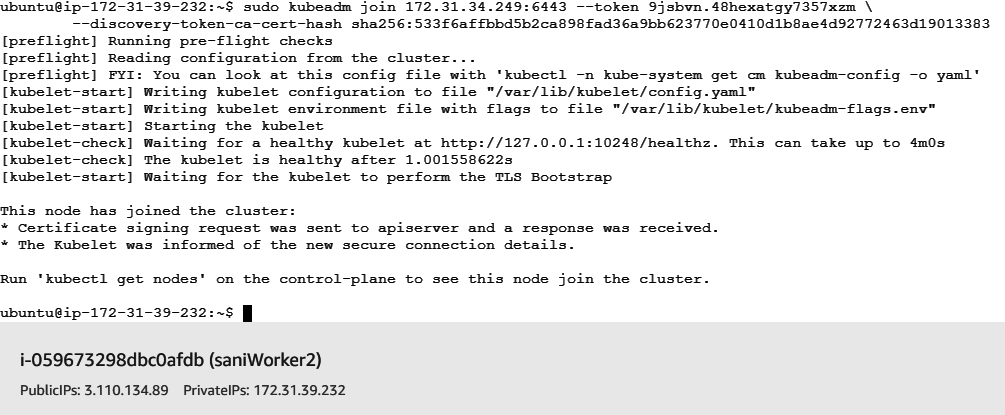 ubuntu@ip-172-31-39-232:~$ sudo kubeadm join 172.31.34.249:6443 --token 9jsbvn.48hexatgy7357xzm \
--discovery-token-ca-cert-hash sha256:533f6affbbd5b2ca898fad36a9bb623770e0410d1b8ae4d92772463d19013383
[preflight] Running pre-flight checks
[preflight] Reading configuration from the cluster...
[preflight] FYI: You can look at this config file with 'kubectl -n kube-system get cm kubeadm-config -o yaml'
[kubelet-start] Writing kubelet configuration to file "/var/lib/kubelet/config.yaml"
[kubelet-start] Writing kubelet environment file with flags to file "/var/lib/kubelet/kubeadm-flags.env"
[kubelet-start] Starting the kubelet
[kubelet-check] Waiting for a healthy kubelet at http://127.0.0.1:10248/healthz. This can take up to 4m0s
[kubelet-check] The kubelet is healthy after 1.001558622s
[kubelet-start] Waiting for the kubelet to perform the TLS Bootstrap
This node has joined the cluster:
* Certificate signing request was sent to apiserver and a response was received.
* The Kubelet was informed of the new secure connection details.
Run 'kubectl get nodes' on the control-plane to see this node join the cluster.
ubuntu@ip-172-31-39-232:~$
i-059673298dbc0afdb (saniWorker2)
PublicIPs: 3.110.134.89 PrivateIPs: 172.31.39.232